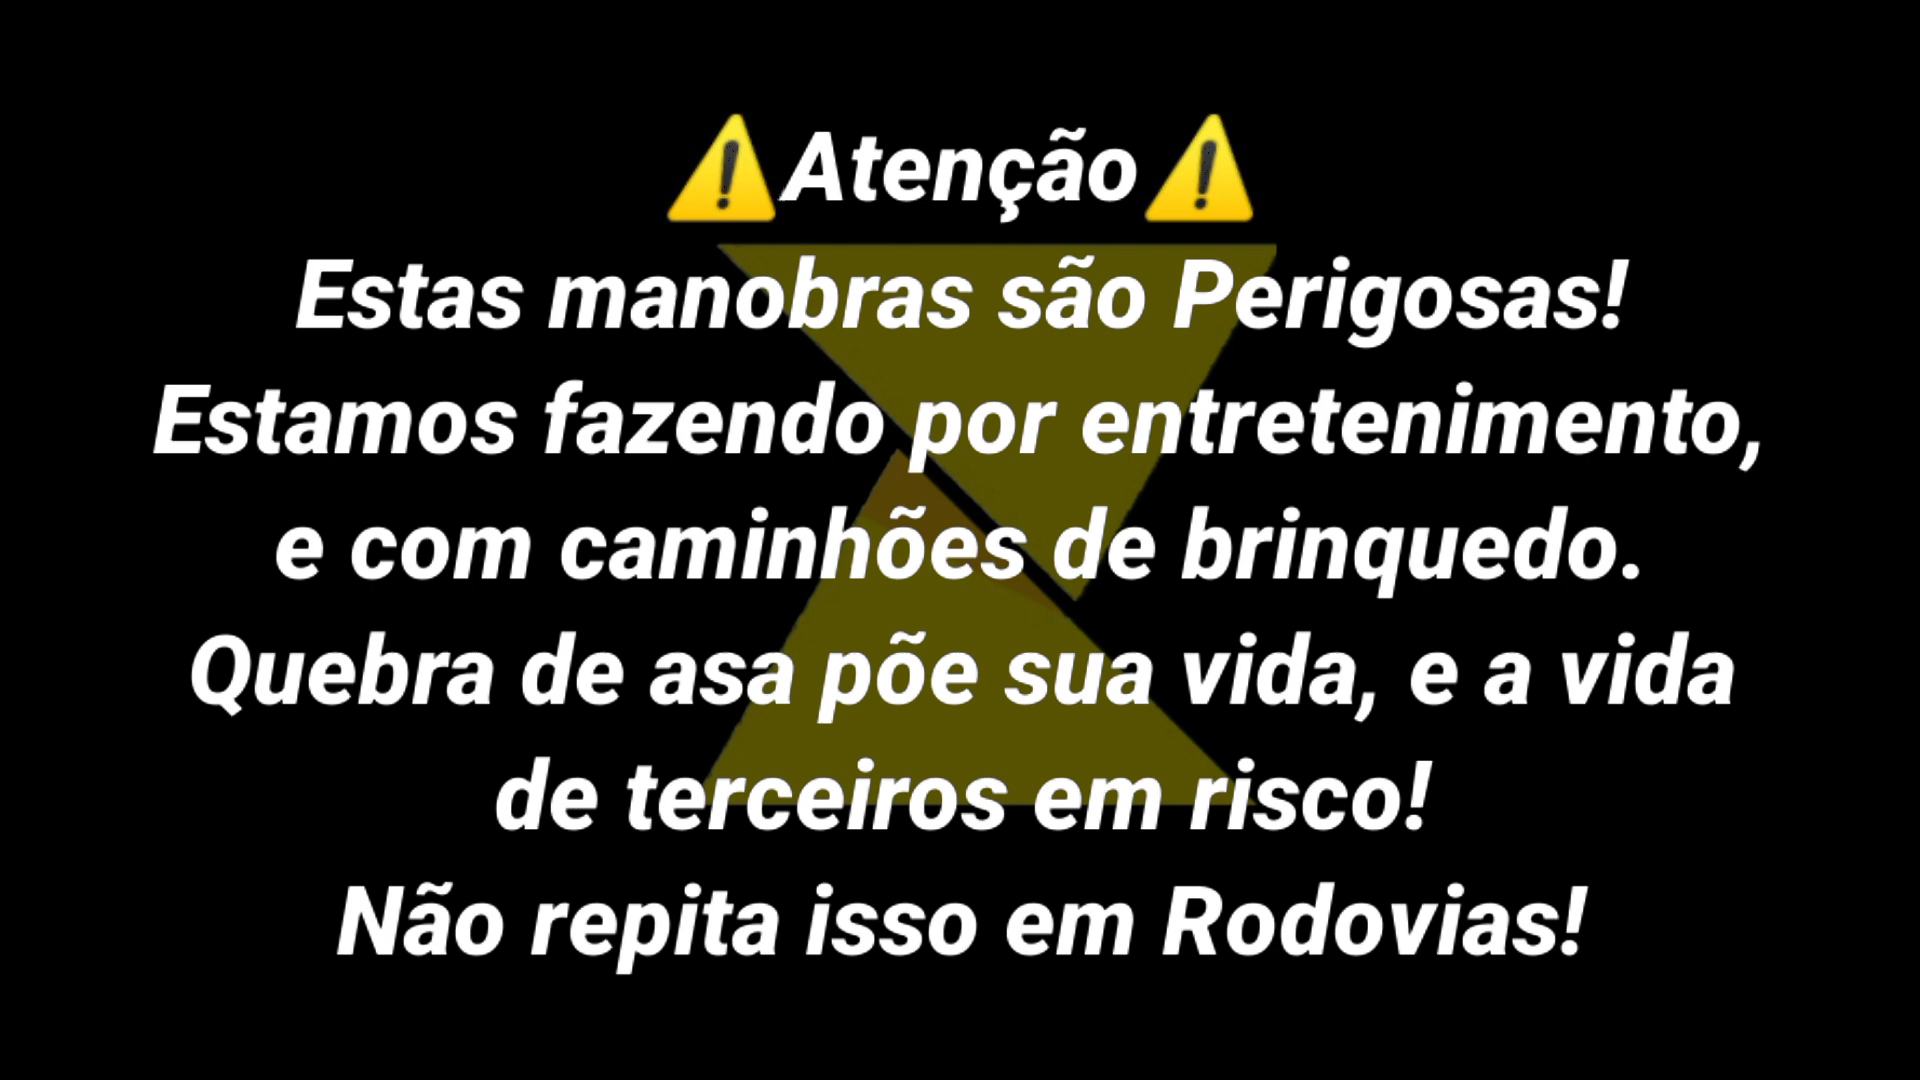 ⚠️Atenção⚠️
Estas manobras são Perigosas!
Estamos fazendo por entretenimento,
e com caminhões de brinquedo.
Quebra de asa põe sua vida, e a vida
de terceiros em risco!
Não repita isso em Rodovias!